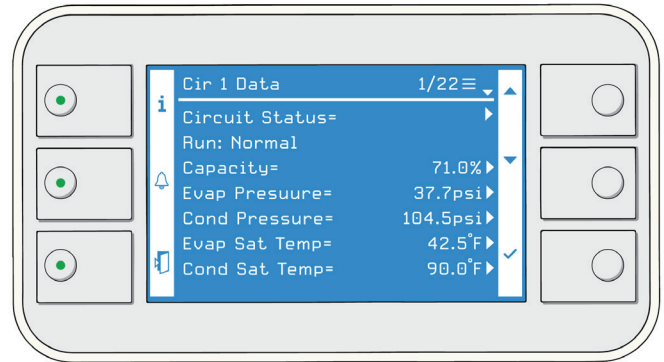 Cir 1 Data 1/22
Circuit Status=
Run: Normal
Capacity= 71.0%
Evap Presuure= 37.7psi
Cond Pressure= 104.5psi
Evap Sat Temp= 42.5°F
Cond Sat Temp= 90.0°F